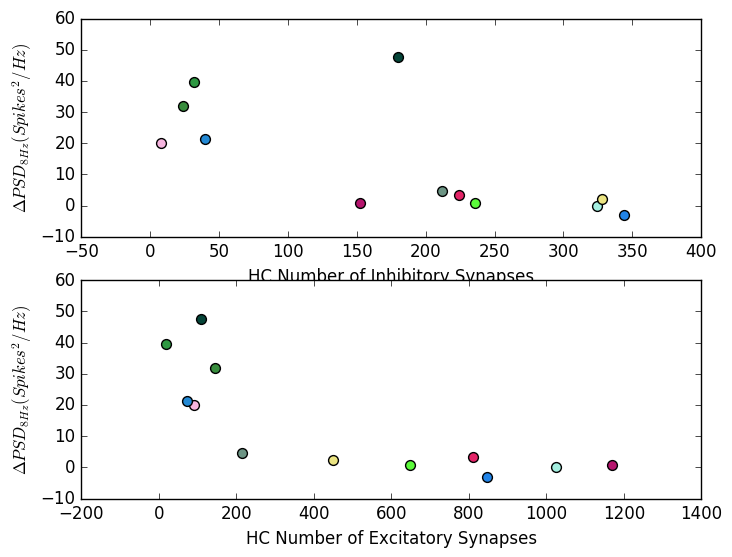 60
50
40
30
20
10
0
−10
ΔPSD8Hz(Spikes²/Hz)
−50 0 50 100 150 200 250 300 350 400
HC Number of Inhibitory Synapses
60
50
40
30
20
10
0
−10
ΔPSD8Hz(Spikes²/Hz)
−200 0 200 400 600 800 1000 1200 1400
HC Number of Excitatory Synapses